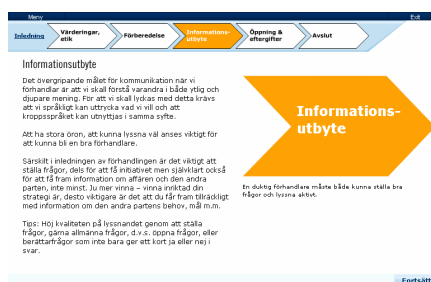 Meny Exit
Inledning
Värderingar, etik
Förberedelse
Informations- utbyte
Öppning & eftergifter
Avslut
Informationsutbyte
Det övergripande målet för kommunikation när vi
förhandlar är att vi skall förstå varandra i både ytlig och
djupare mening. För att vi skall lyckas med detta krävs
att vi språkligt kan uttrycka vad vi vill och att
kroppsspråket kan utnyttjas i samma syfte.
Att ha stora öron, att kunna lyssna väl anses viktigt för
att kunna bli en bra förhandlare.
Särskilt i inledningen av förhandlingen är det viktigt att
ställa frågor, dels för att få initiativet men självklart också
för att få fram information om affären och den andra
parten, inte minst. Ju mer vinna - vinna inriktad din
strategi är, desto viktigare är det att du får fram tillräckligt
med information om den andra partens behov, mål m.m.
Tips: Höj kvaliteten på lyssnandet genom att ställa
frågor, gärna allmänna frågor, d.v.s. öppna frågor, eller
berättarfrågor som inte bara ger ett kort ja eller nej i
svar.
Informations-
utbyte
En duktig förhandlare måste både kunna ställa bra
frågor och lyssna aktivt.
Fortsätt